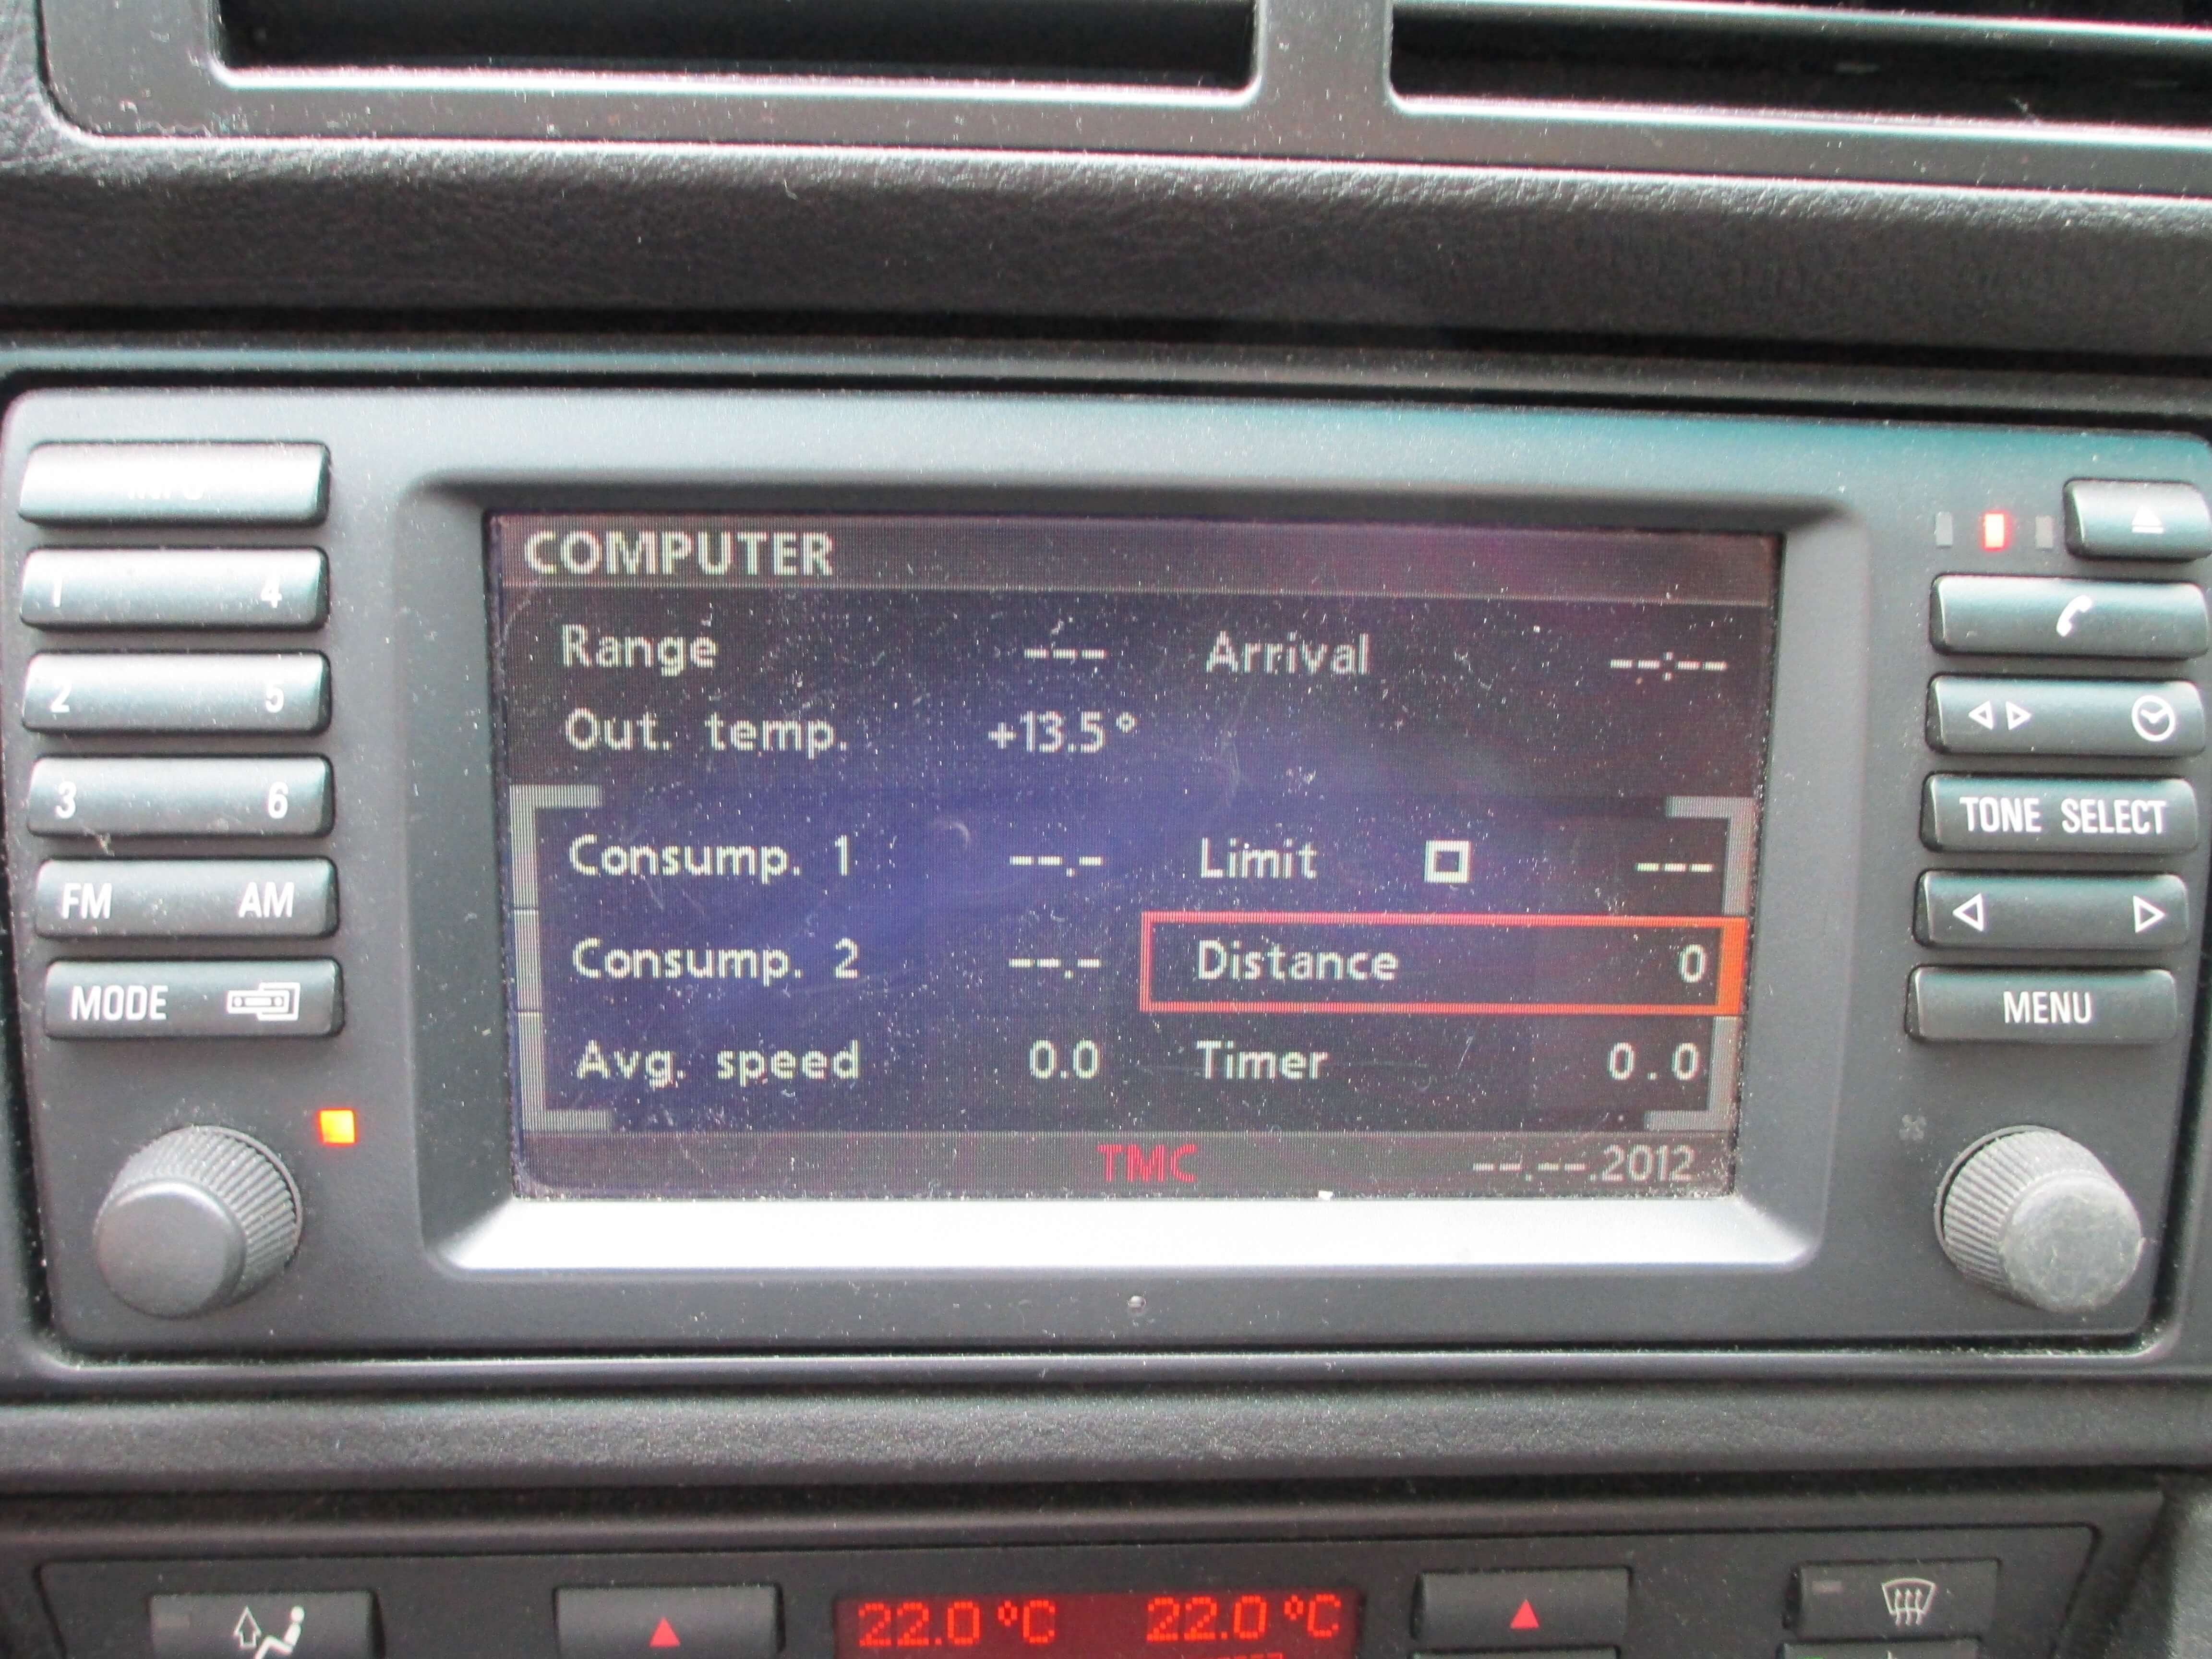 COMPUTER
Range --- Arrival --:--
Out. temp. +13.5°
Consump. 1 --.- Limit ---
Consump. 2 --.- Distance 0
Avg. speed 0.0 Timer 0.0
TMC --.--.2012
1 4
2 5
3 6
FM AM
MODE
TONE SELECT
MENU
22.0 °C 22.0 °C